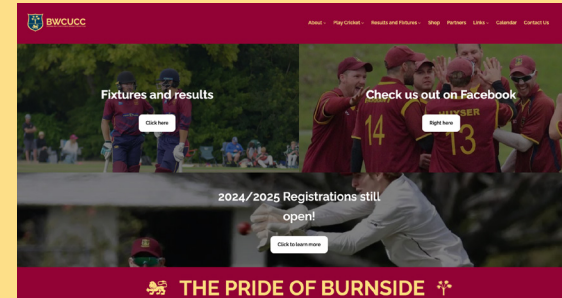 BWCUCC
About
Play Cricket
Results and Fixtures
Shop
Partners
Links
Calendar
Contact Us
Fixtures and results
Click here
Check us out on Facebook
Right here
14
13
2024/2025 Registrations still
open!
Click to learn more
THE PRIDE OF BURNSIDE